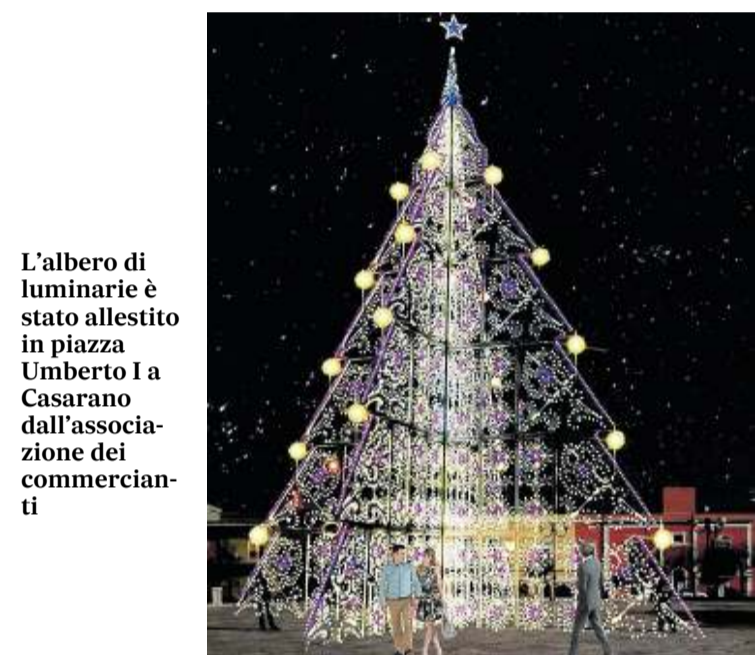 L’albero di
luminarie è
stato allestito
in piazza
Umberto I a
Casarano
dall’associa-
zione dei
commercian-
ti